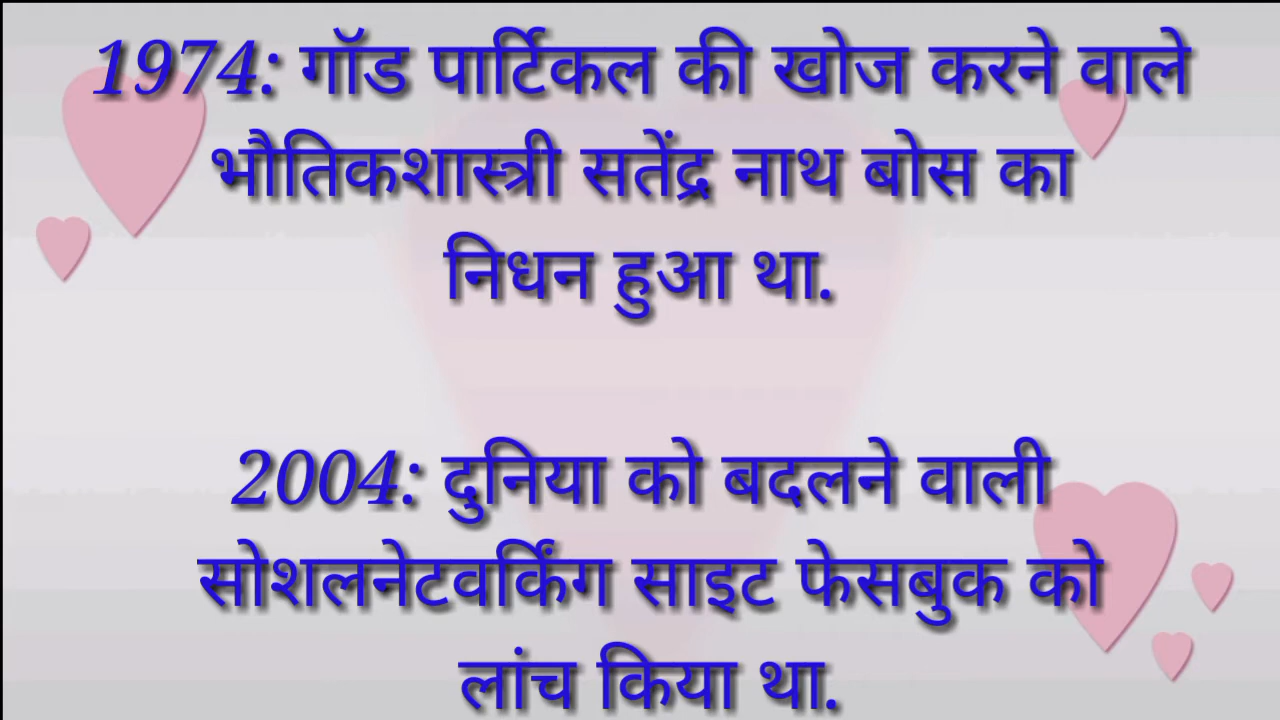 1974: गॉड पार्टिकल की खोज करने वाले
भौतिकशास्त्री सतेंद्र नाथ बोस का
निधन हुआ था.
2004: दुनिया को बदलने वाली
सोशलनेटवर्किंग साइट फेसबुक को
लांच किया था.